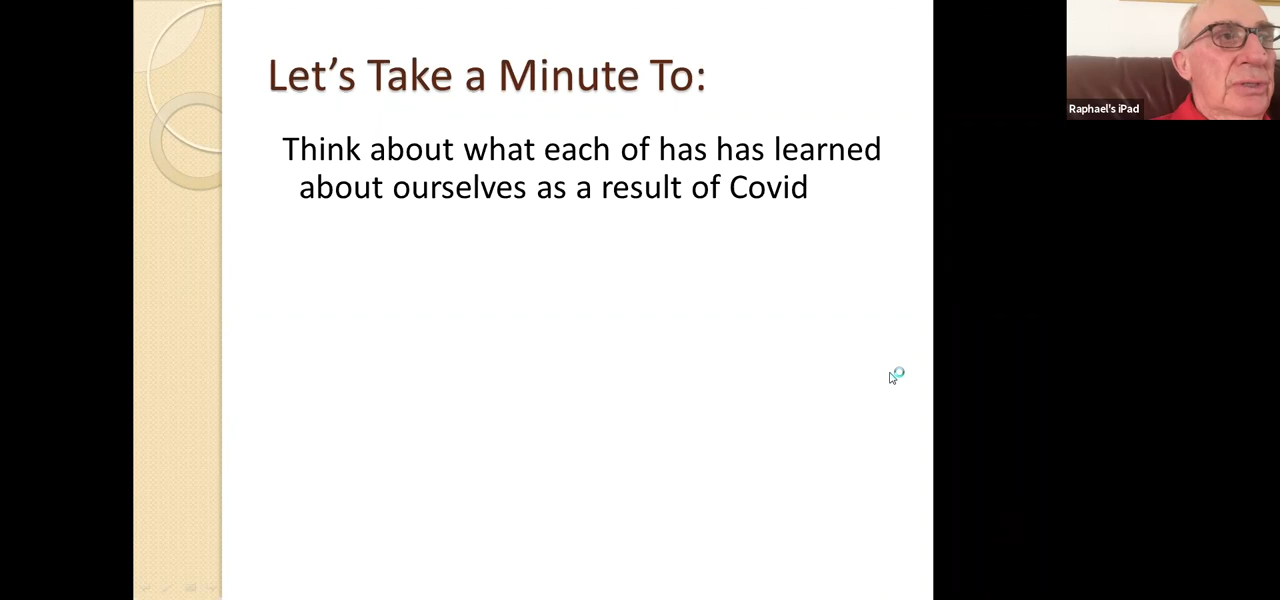 Let's Take a Minute To:
Think about what each of has has learned
about ourselves as a result of Covid
Raphael's iPad